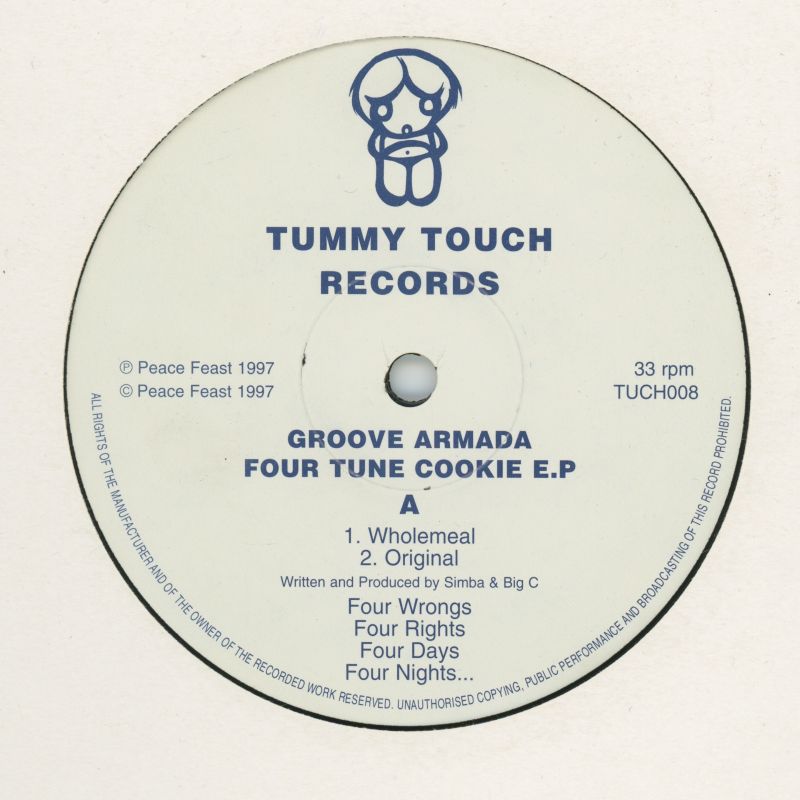 TUMMY TOUCH
RECORDS
℗ Peace Feast 1997
© Peace Feast 1997
33 rpm
TUCH008
GROOVE ARMADA
FOUR TUNE COOKIE E.P
A
1. Wholemeal
2. Original
Written and Produced by Simba & Big C
Four Wrongs
Four Rights
Four Days
Four Nights...
ALL RIGHTS OF THE MANUFACTURER AND OF THE OWNER OF THE RECORDED WORK RESERVED. UNAUTHORISED COPYING, PUBLIC PERFORMANCE AND BROADCASTING OF THIS RECORD PROHIBITED.